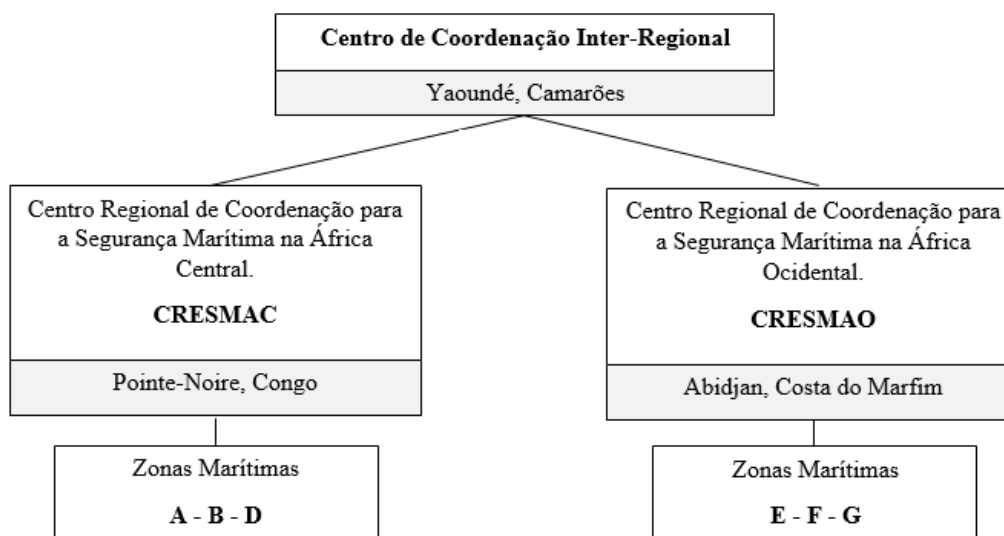 Centro de Coordenação Inter-Regional
Yaoundé, Camarões
Centro Regional de Coordenação para
a Segurança Marítima na África
Central.
CRESMAC
Pointe-Noire, Congo
Zonas Marítimas
A - B - D
Centro Regional de Coordenação para
a Segurança Marítima na África
Ocidental.
CRESMAO
Abidjan, Costa do Marfim
Zonas Marítimas
E - F - G